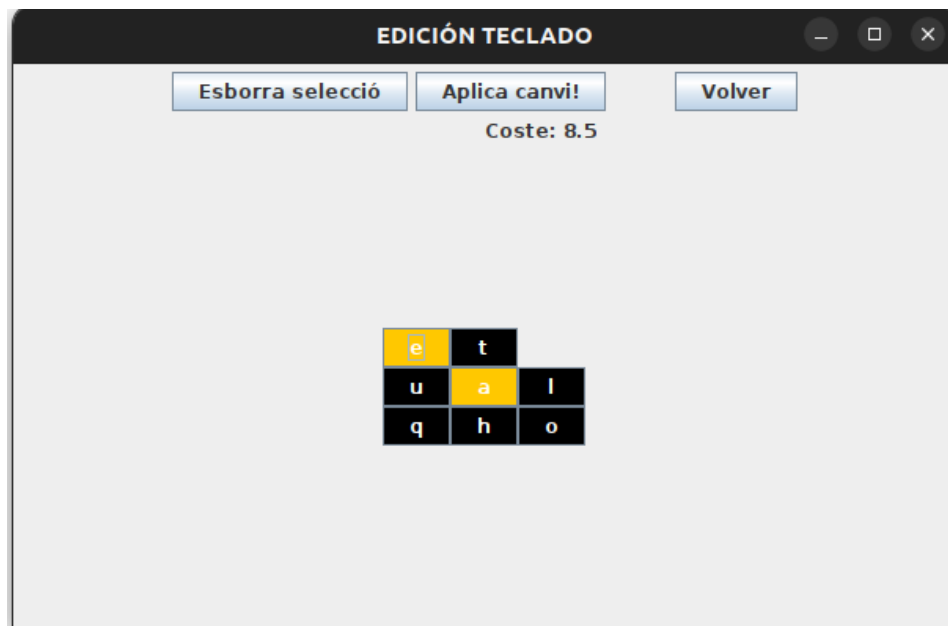 EDICIÓN TECLADO
Esborra selecció Aplica canvi! Volver
Coste: 8.5
e t
u a l
q h o